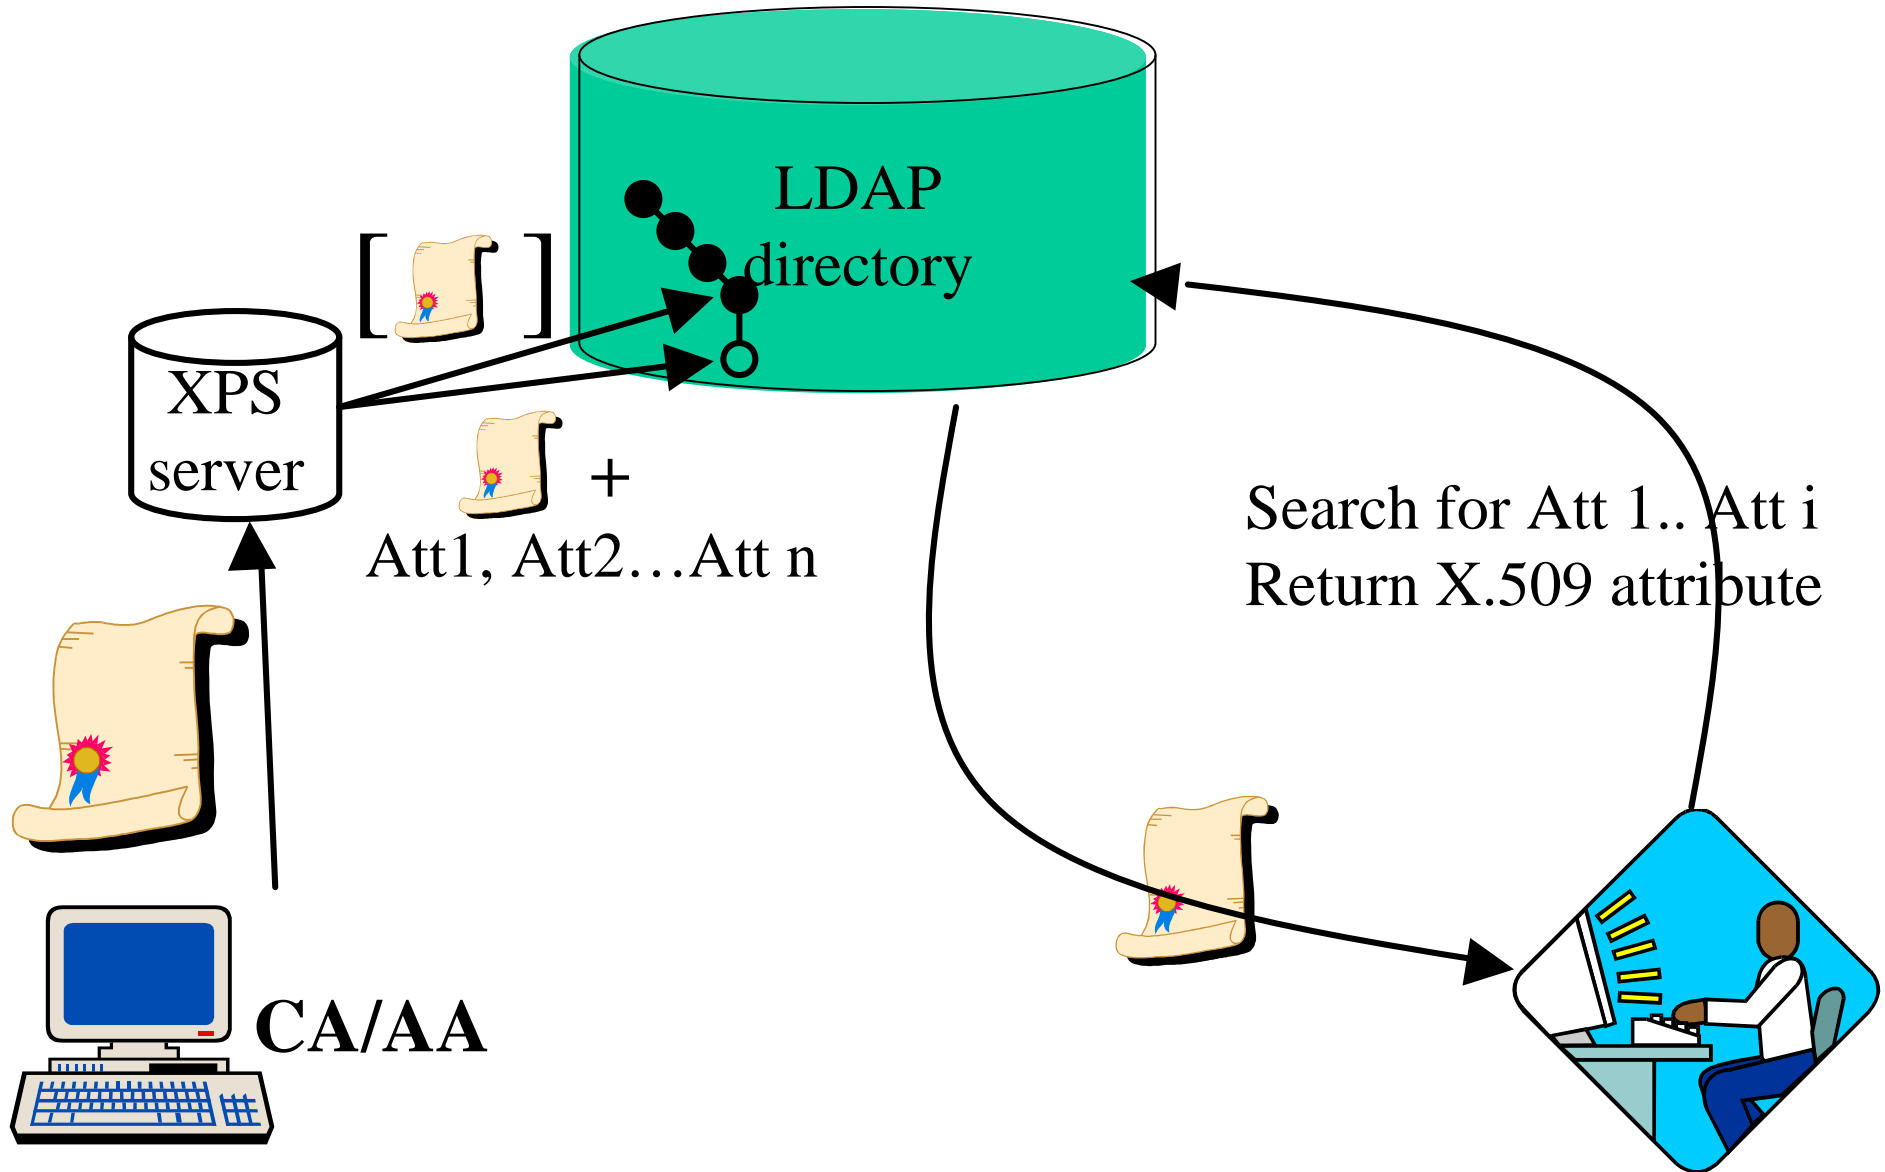 LDAP
directory
[ ]
XPS
server
+
Att1, Att2…Att n
Search for Att 1.. Att i
Return X.509 attribute
CA/AA